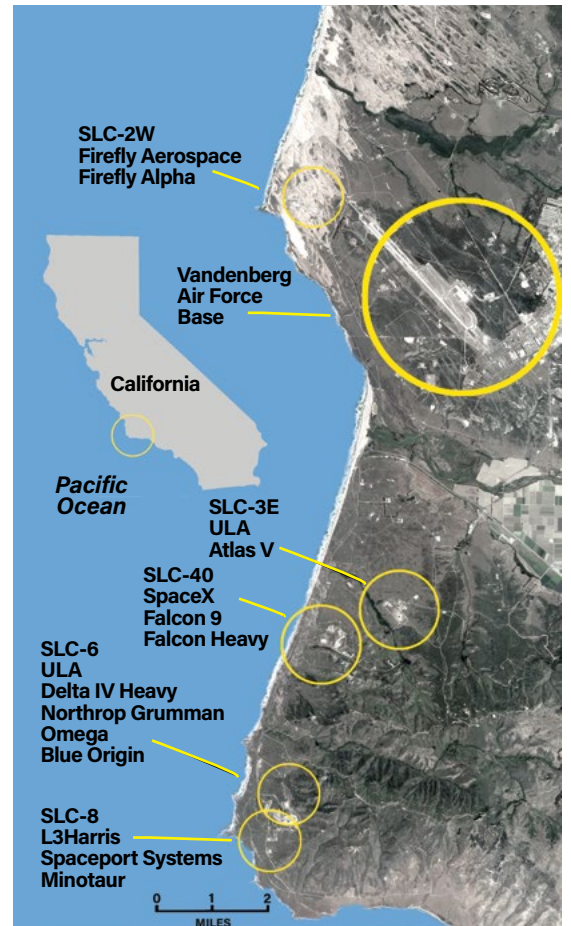 SLC-2W
Firefly Aerospace
Firefly Alpha
Vandenberg
Air Force
Base
California
Pacific
Ocean
SLC-3E
ULA
Atlas V
SLC-40
SpaceX
Falcon 9
Falcon Heavy
SLC-6
ULA
Delta IV Heavy
Northrop Grumman
Omega
Blue Origin
SLC-8
L3Harris
Spaceport Systems
Minotaur
0 1 2
MILES